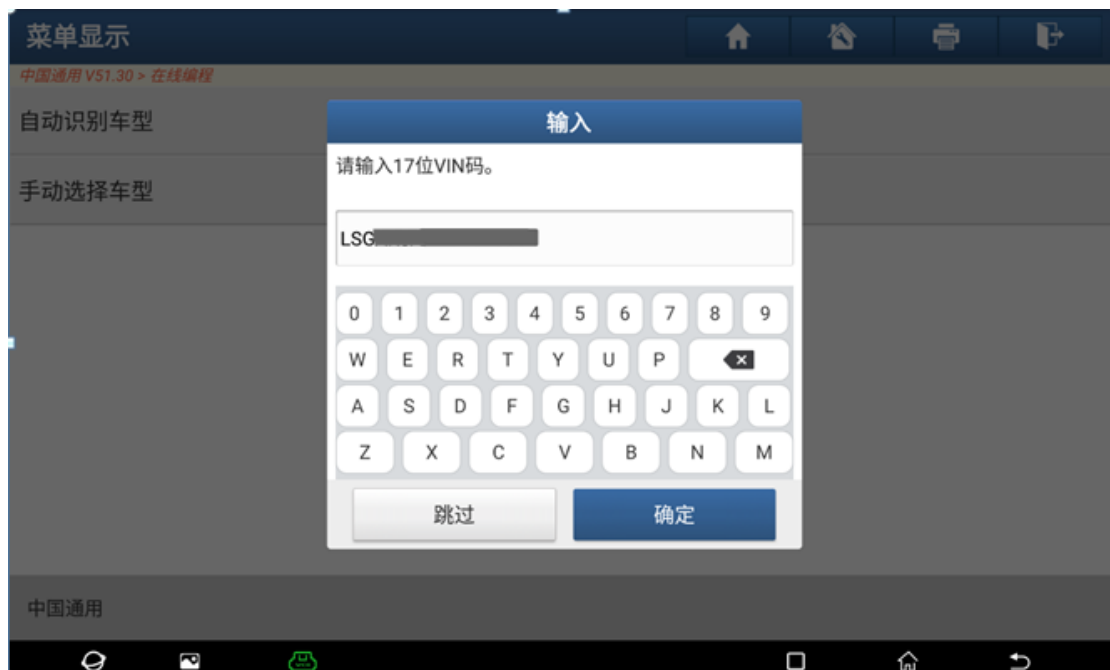 菜单显示
中国通用 V51.30 > 在线编程
自动识别车型
手动选择车型
输入
请输入17位VIN码。
LSG
0 1 2 3 4 5 6 7 8 9
W E R T Y U P
A S D F G H J K L
Z X C V B N M
跳过 确定
中国通用